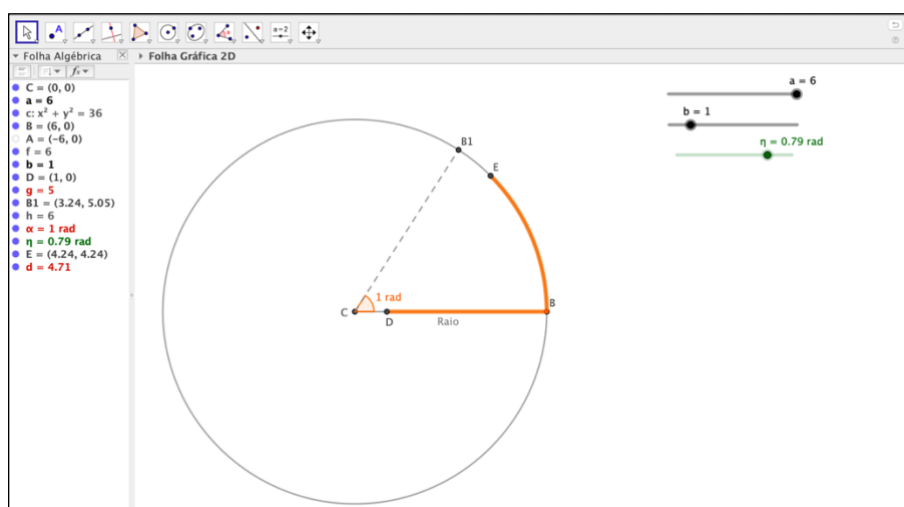 A
a=2
Folha Algébrica
Folha Gráfica 2D
fx
C = (0, 0)
a = 6
c: x² + y² = 36
B = (6, 0)
A = (-6, 0)
f = 6
b = 1
D = (1, 0)
g = 5
B1 = (3.24, 5.05)
h = 6
α = 1 rad
η = 0.79 rad
E = (4.24, 4.24)
d = 4.71
a = 6
b = 1
η = 0.79 rad
B1
E
1 rad
B
C
D
Raio